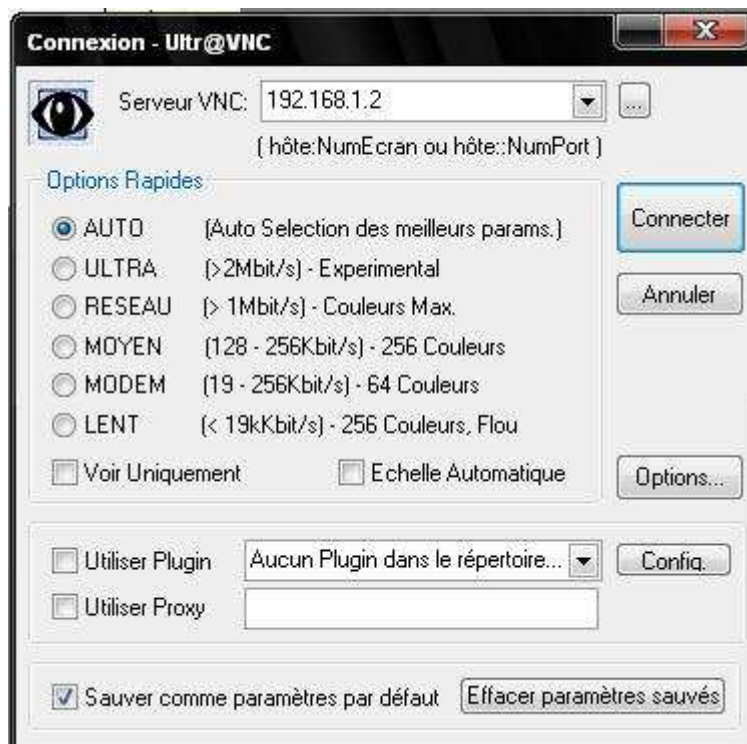 Connexion - Ultr@VNC
Serveur VNC: 192.168.1.2 ...
( hôte:NumEcran ou hôte::NumPort )
Options Rapides
AUTO (Auto Selection des meilleurs params.)
Connecter
ULTRA (>2Mbit/s) - Experimental
RESEAU (> 1Mbit/s) - Couleurs Max.
Annuler
MOYEN (128 - 256Kbit/s) - 256 Couleurs
MODEM (19 - 256Kbit/s) - 64 Couleurs
LENT (< 19kKbit/s) - 256 Couleurs, Flou
Voir Uniquement Echelle Automatique Options...
Utiliser Plugin Aucun Plugin dans le répertoire... Config.
Utiliser Proxy
Sauver comme paramètres par défaut Effacer paramètres sauvés